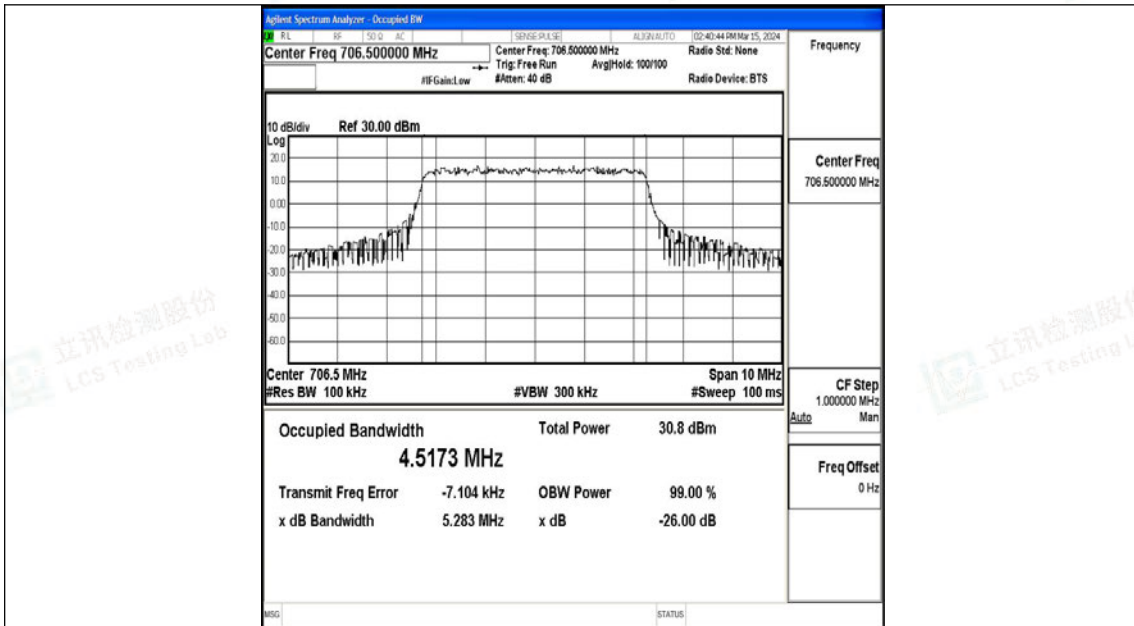 Agilent Spectrum Analyzer - Occupied BW
RL RF 50 Ω AC SENSE:PULSE ALIGNAUTO 02:40:44 PM Mar 15, 2024
Center Freq 706.500000 MHz
Center Freq: 706.500000 MHz
Radio Std: None
Trig: Free Run Avg|Hold: 100/100
#IFGain:Low
#Atten: 40 dB
Radio Device: BTS
Frequency
10 dB/div Ref 30.00 dBm
Log
20.0
10.0
0.00
-10.0
-20.0
-30.0
-40.0
-50.0
-60.0
Center Freq
706.500000 MHz
Center 706.5 MHz Span 10 MHz
#Res BW 100 kHz #VBW 300 kHz #Sweep 100 ms
CF Step
1.000000 MHz
Auto Man
Occupied Bandwidth Total Power 30.8 dBm
4.5173 MHz
Freq Offset
0 Hz
Transmit Freq Error -7.104 kHz OBW Power 99.00 %
x dB Bandwidth 5.283 MHz x dB -26.00 dB
MSG STATUS
立讯检测股份
LCS Testing Lab
立讯检测股份
LCS Testing L